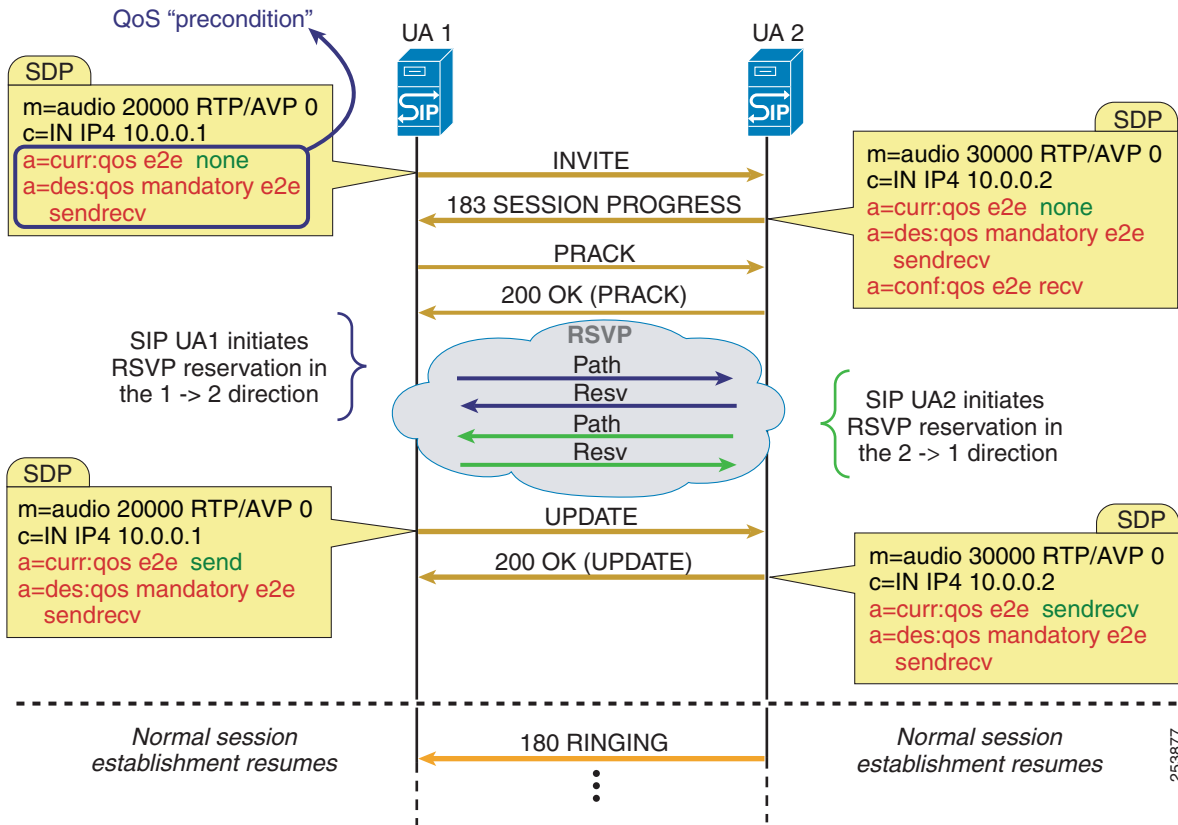 QoS “precondition”
UA 1
UA 2
SDP
m=audio 20000 RTP/AVP 0
c=IN IP4 10.0.0.1
a=curr:qos e2e none
a=des:qos mandatory e2e
sendrecv
SIP
SIP
SDP
m=audio 30000 RTP/AVP 0
c=IN IP4 10.0.0.2
a=curr:qos e2e none
a=des:qos mandatory e2e
sendrecv
a=conf:qos e2e recv
INVITE
183 SESSION PROGRESS
PRACK
200 OK (PRACK)
SIP UA1 initiates
RSVP reservation in
the 1 -> 2 direction
RSVP
Path
Resv
Path
Resv
SIP UA2 initiates
RSVP reservation in
the 2 -> 1 direction
SDP
m=audio 20000 RTP/AVP 0
c=IN IP4 10.0.0.1
a=curr:qos e2e send
a=des:qos mandatory e2e
sendrecv
UPDATE
200 OK (UPDATE)
SDP
m=audio 30000 RTP/AVP 0
c=IN IP4 10.0.0.2
a=curr:qos e2e sendrecv
a=des:qos mandatory e2e
sendrecv
Normal session
establishment resumes
180 RINGING
Normal session
establishment resumes
253877